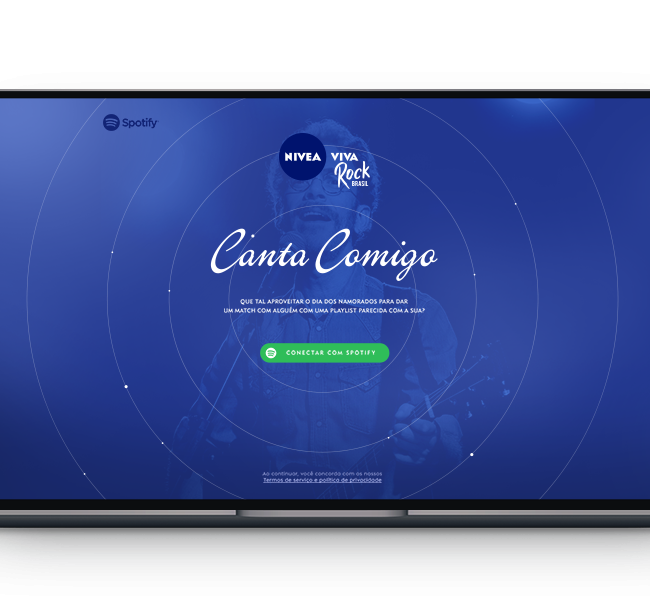 Spotify
NIVEA
VIVA
Rock
BRASIL
Canta Comigo
QUE TAL APROVEITAR O DIA DOS NAMORADOS PARA DAR
UM MATCH COM ALGUÉM COM UMA PLAYLIST PARECIDA COM A SUA?
CONECTAR COM SPOTIFY
Ao continuar, você concorda com os nossos
Termos de serviço e política de privacidade